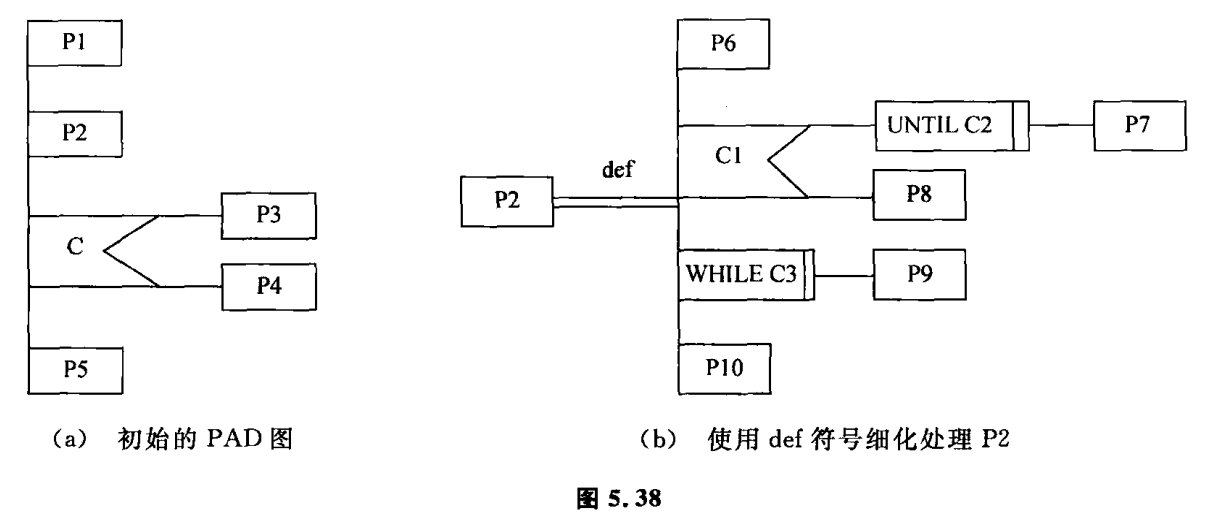 P1
P2
C
P3
P4
P5
(a) 初始的 PAD 图
P2
def
P6
C1
UNTIL C2
P7
P8
WHILE C3
P9
P10
(b) 使用 def 符号细化处理 P2
图 5.38